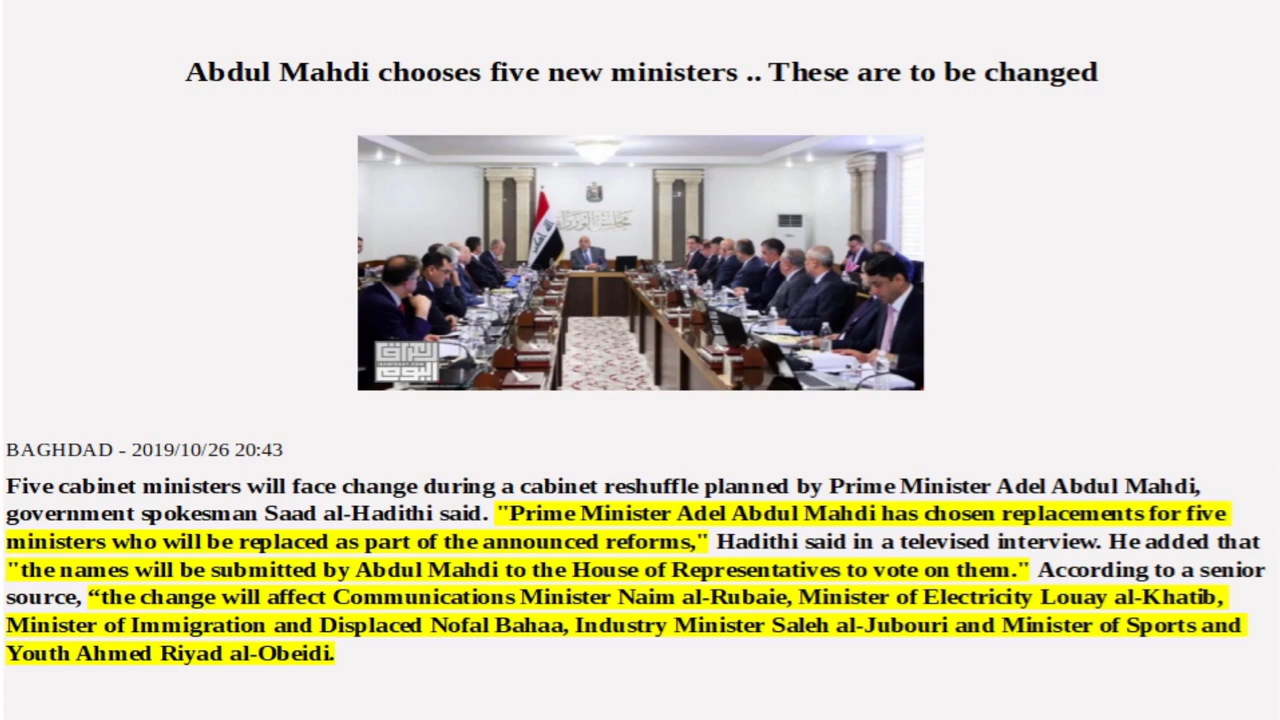 Abdul Mahdi chooses five new ministers .. These are to be changed
مجلس الوزراء
العراق
اليوم
BAGHDAD - 2019/10/26 20:43
Five cabinet ministers will face change during a cabinet reshuffle planned by Prime Minister Adel Abdul Mahdi,
government spokesman Saad al-Hadithi said. "Prime Minister Adel Abdul Mahdi has chosen replacements for five
ministers who will be replaced as part of the announced reforms," Hadithi said in a televised interview. He added that
"the names will be submitted by Abdul Mahdi to the House of Representatives to vote on them." According to a senior
source, “the change will affect Communications Minister Naim al-Rubaie, Minister of Electricity Louay al-Khatib,
Minister of Immigration and Displaced Nofal Bahaa, Industry Minister Saleh al-Jubouri and Minister of Sports and
Youth Ahmed Riyad al-Obeidi.